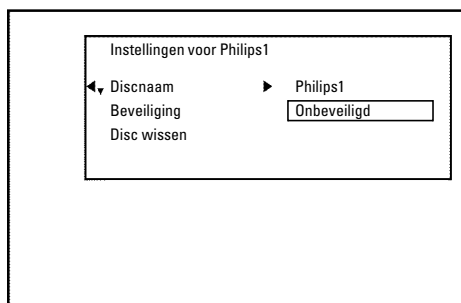 Instellingen voor Philips1
Discnaam Philips1
Beveiliging Onbeveiligd
Disc wissen